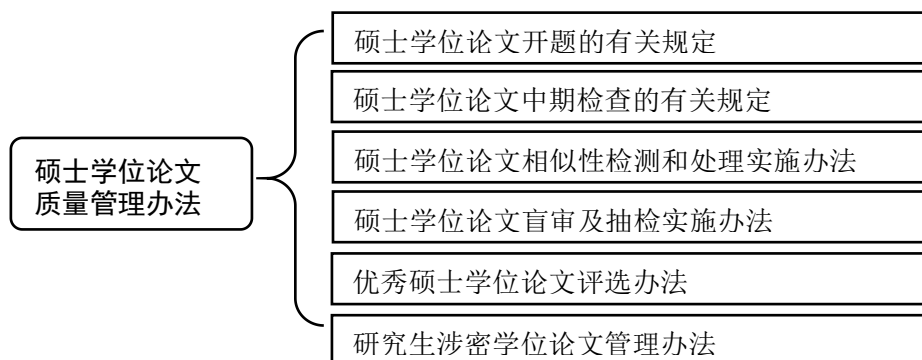 硕士学位论文
质量管理办法
硕士学位论文开题的有关规定
硕士学位论文中期检查的有关规定
硕士学位论文相似性检测和处理实施办法
硕士学位论文盲审及抽检实施办法
优秀硕士学位论文评选办法
研究生涉密学位论文管理办法